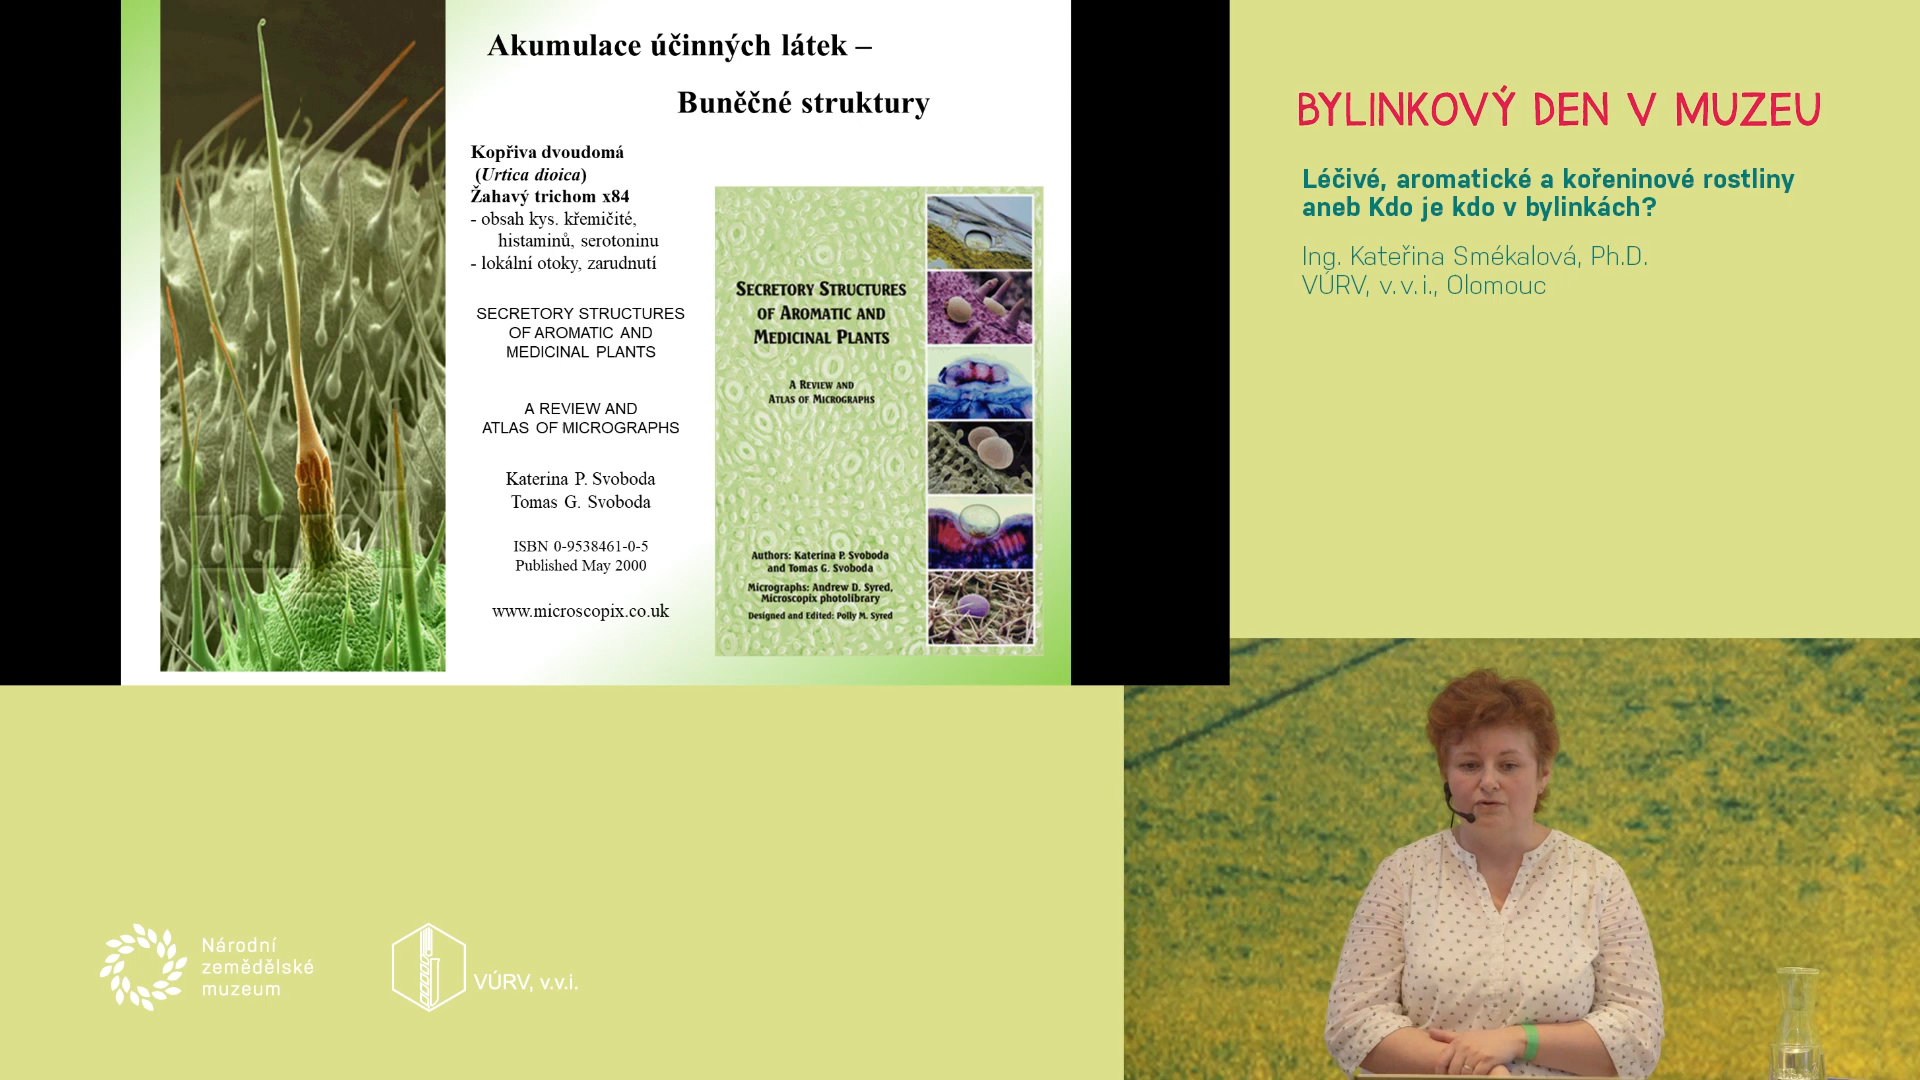 Akumulace účinných látek –
Buněčné struktury
Kopřiva dvoudomá
(Urtica dioica)
Žahavý trichom x84
- obsah kys. křemičité,
histaminů, serotoninu
- lokální otoky, zarudnutí
SECRETORY STRUCTURES
OF AROMATIC AND
MEDICINAL PLANTS
A REVIEW AND
ATLAS OF MICROGRAPHS
Katerina P. Svoboda
Tomas G. Svoboda
ISBN 0-9538461-0-5
Published May 2000
www.microscopix.co.uk
SECRETORY STRUCTURES
OF AROMATIC AND
MEDICINAL PLANTS
A REVIEW AND
ATLAS OF MICROGRAPHS
Authors: Katerina P. Svoboda
and Tomas G. Svoboda
Micrographs: Andrew D. Syred,
Microscopix photolibrary
Designed and Edited: Polly M. Syred
BYLINKOVÝ DEN V MUZEU
Léčivé, aromatické a kořeninové rostliny
aneb Kdo je kdo v bylinkách?
Ing. Kateřina Smékalová, Ph.D.
VÚRV, v. v. i., Olomouc
Národní
zemědělské
muzeum
VÚRV, v.v.i.